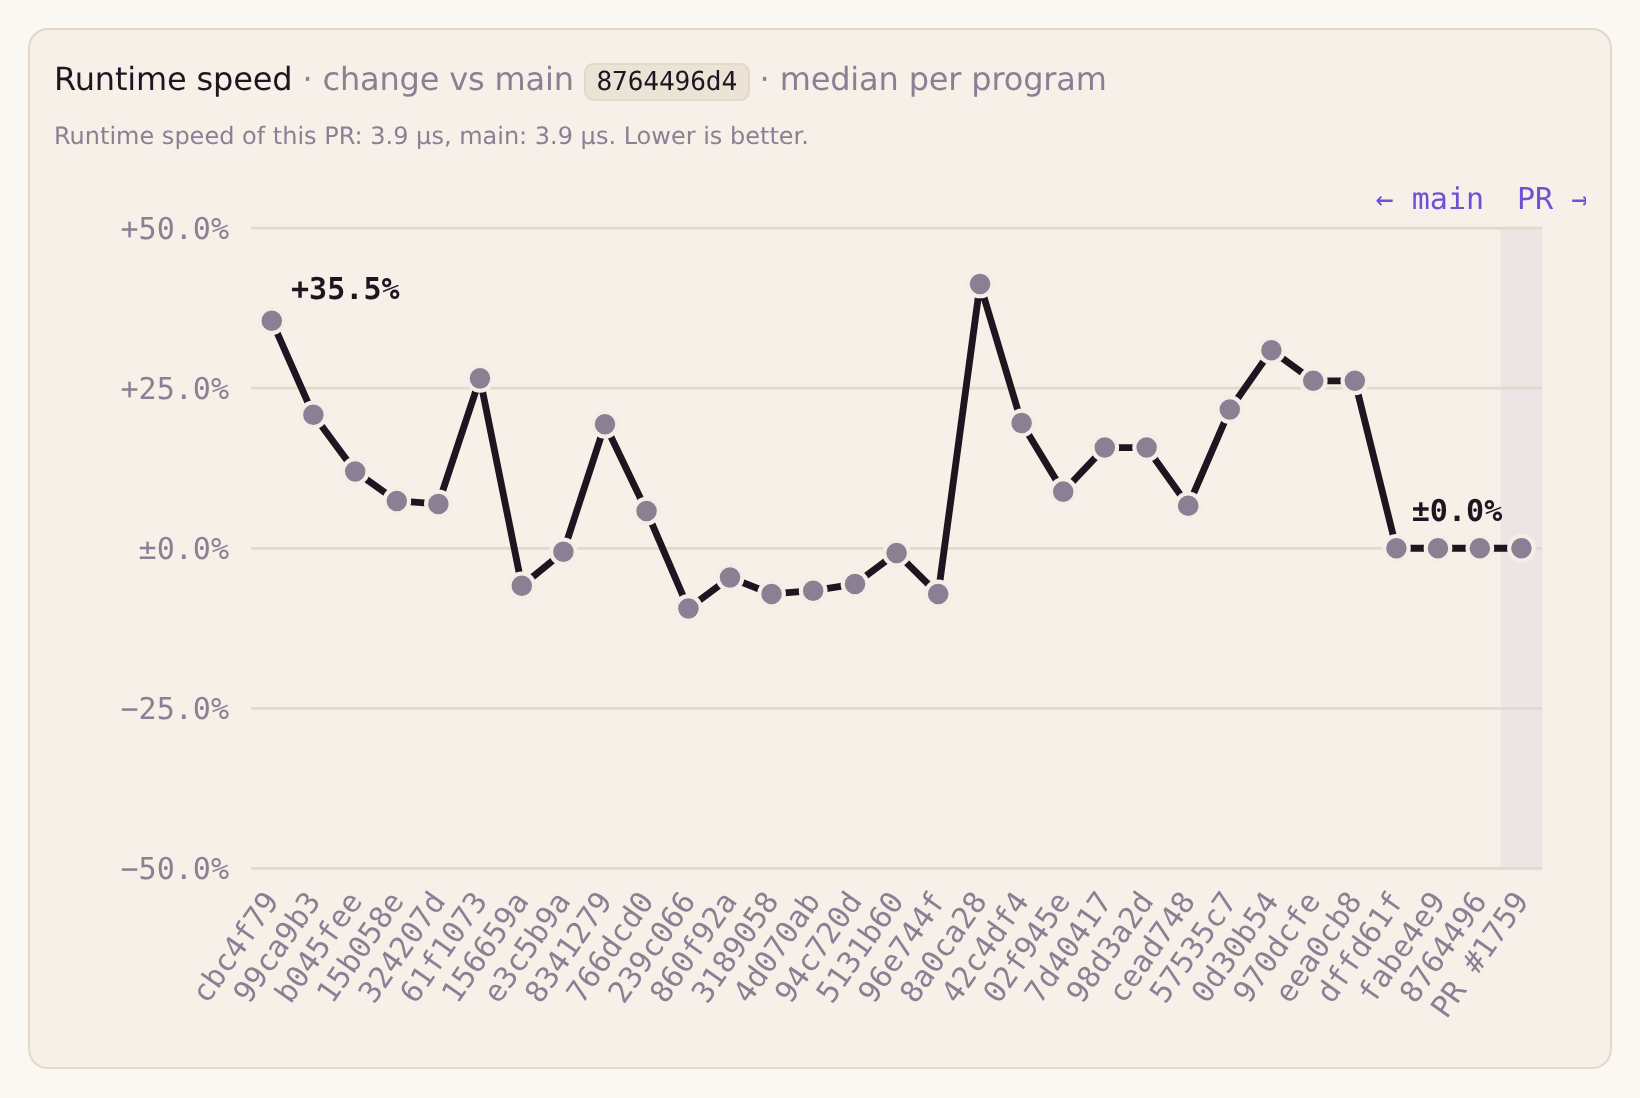 Runtime speed · change vs main 8764496d4 · median per program
Runtime speed of this PR: 3.9 µs, main: 3.9 µs. Lower is better.
← main PR →
+50.0%
+35.5%
+25.0%
±0.0%
±0.0%
−25.0%
−50.0%
cbc4f79
99ca9b3
b045fee
15b058e
324207d
61f1073
156659a
e3c5b9a
8341279
766dcd0
239c066
860f92a
3189058
4d070ab
94c720d
5131b60
96e744f
8a0ca28
42c4df4
02f945e
7d40417
98d3a2d
cead748
57535c7
0d30b54
970dcfe
eea0cb8
dffd61f
fabe4e9
8764496
PR #1759